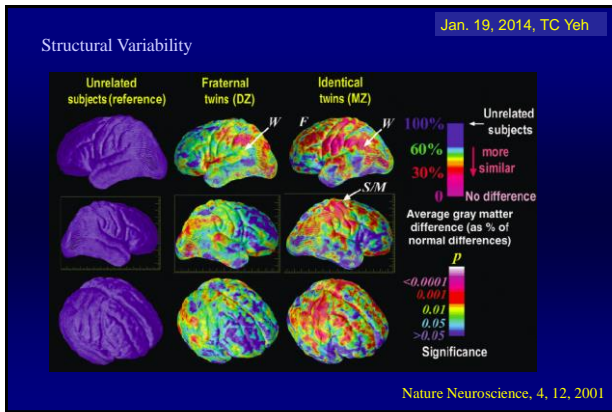 Jan. 19, 2014, TC Yeh
Structural Variability
Unrelated
subjects (reference)
Fraternal
twins (DZ)
Identical
twins (MZ)
W
F
W
S/M
100%
60%
30%
0
Unrelated
subjects
more
similar
No difference
Average gray matter
difference (as % of
normal differences)
p
<0.0001
0.001
0.01
0.05
>0.05
Significance
Nature Neuroscience, 4, 12, 2001